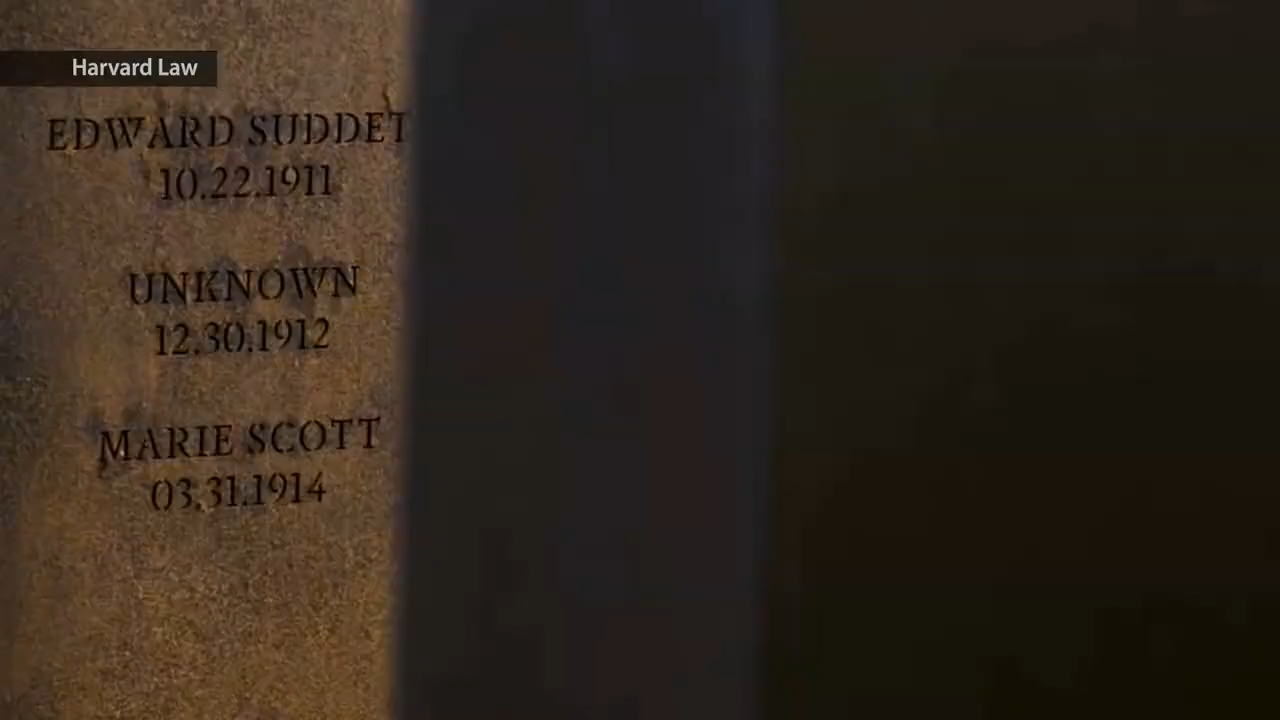 Harvard Law
EDWARD SUDDET
10.22.1911
UNKNOWN
12.30.1912
MARIE SCOTT
03.31.1914